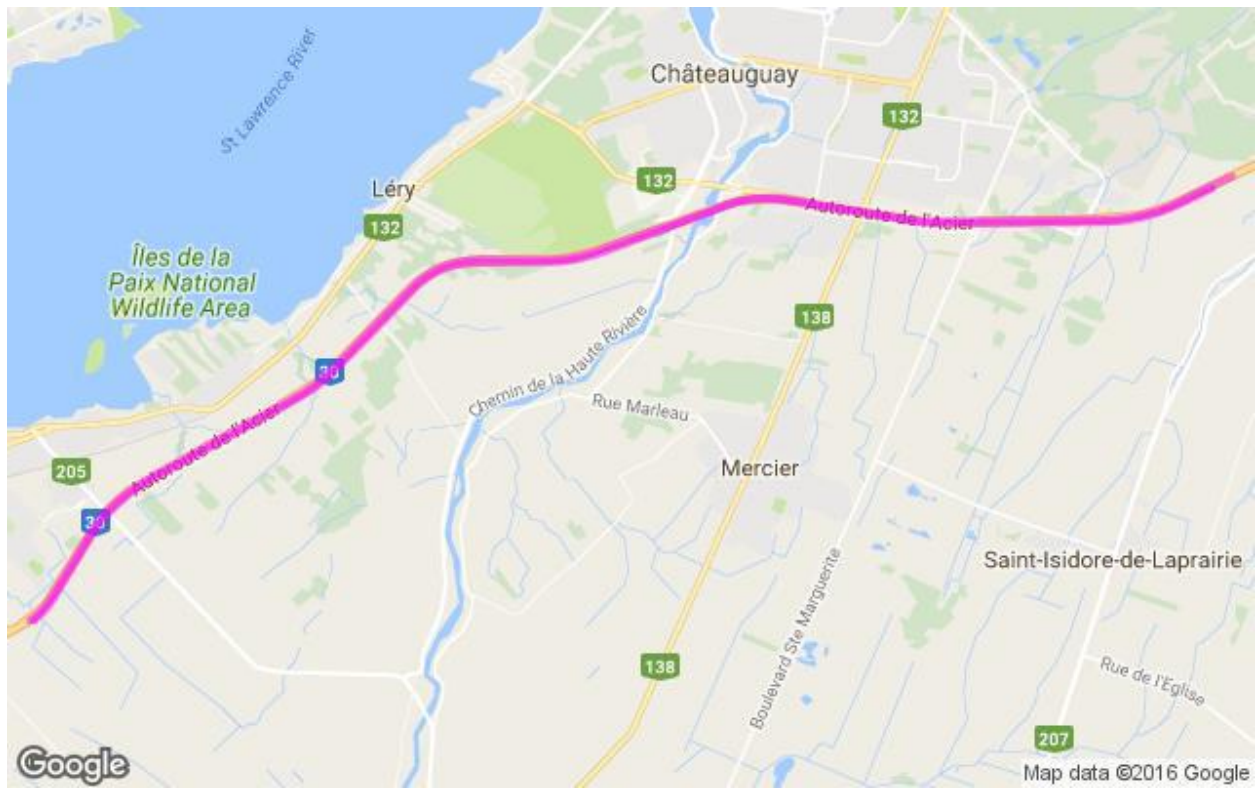 St Lawrence River
Châteauguay
132
132
Léry
132
Autoroute de l'Acier
Îles de la
Paix National
Wildlife Area
138
30
Chemin de la Haute Rivière
Rue Marleau
Autoroute de l'Acier
205
Mercier
30
Saint-Isidore-de-Laprairie
Boulevard Ste Marguerite
138
Rue de l'Eglise
207
Google
Map data ©2016 Google